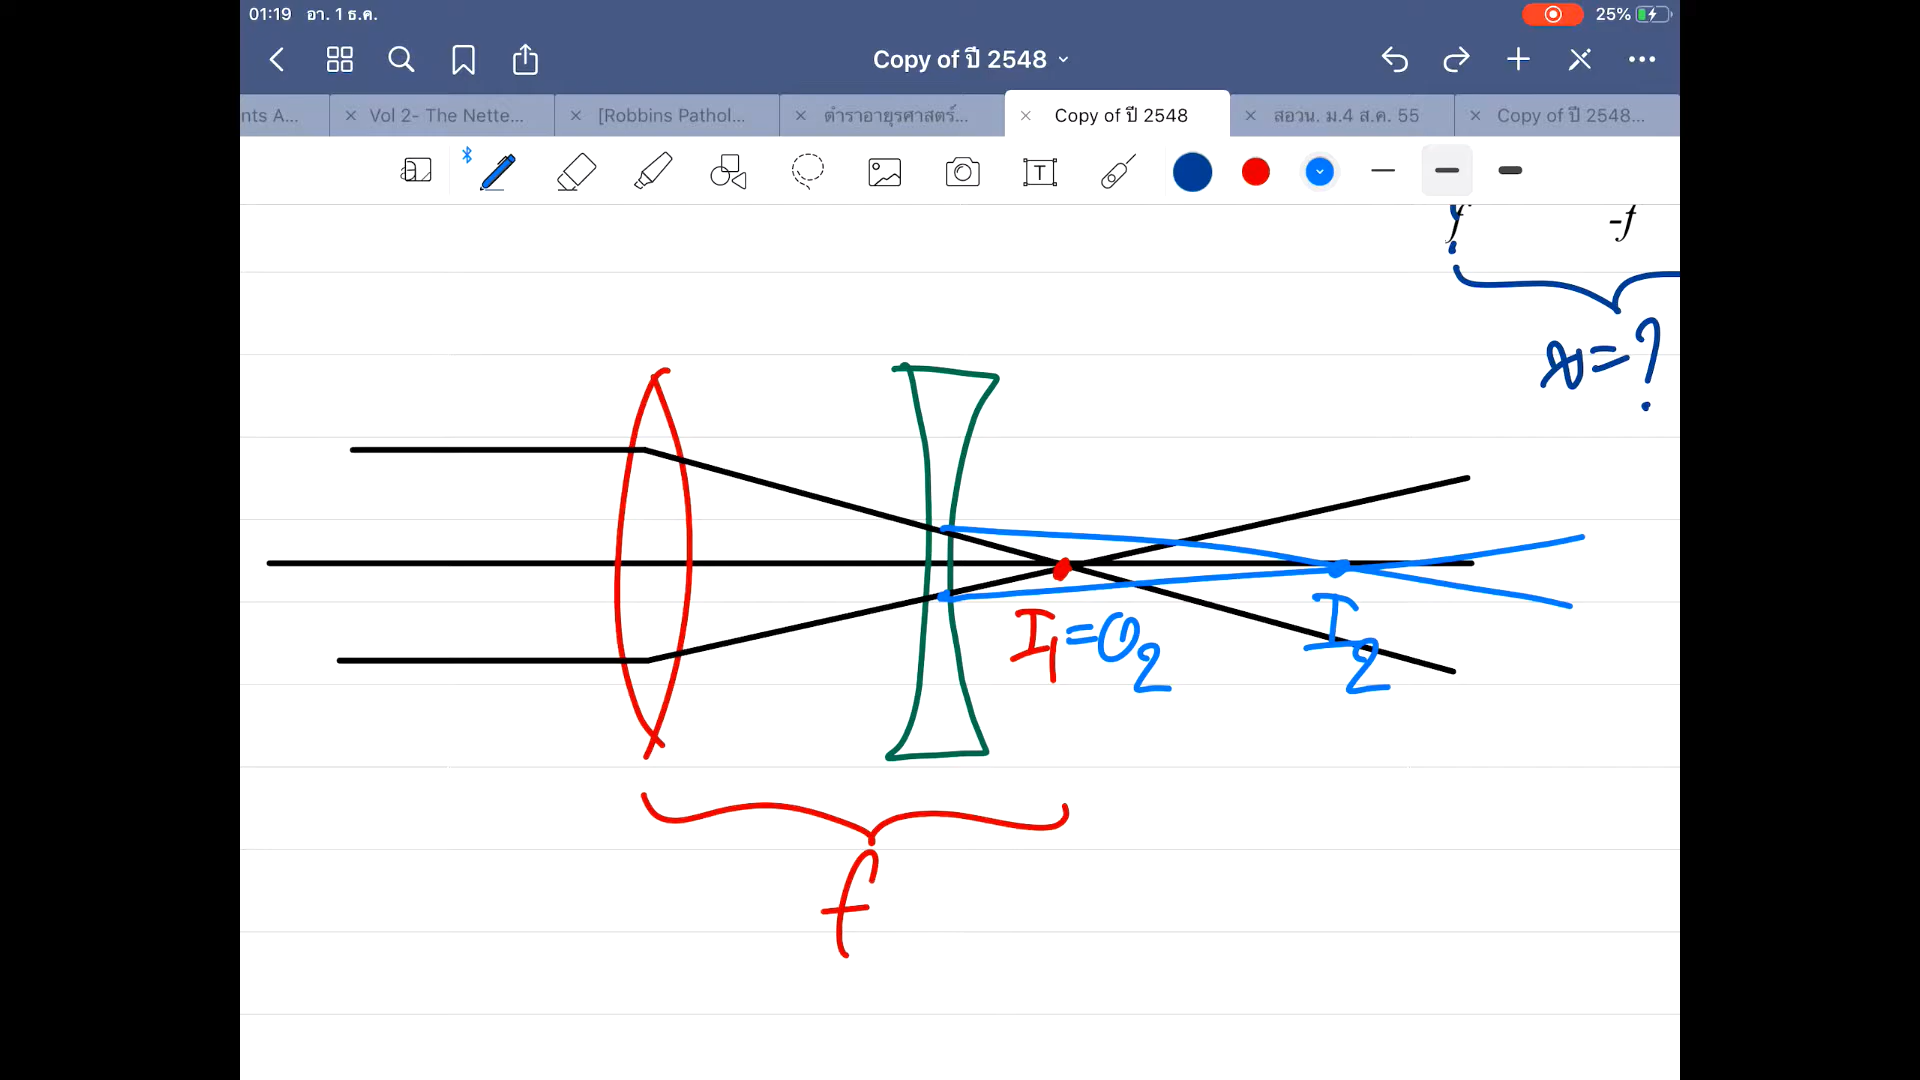 01:19 อา. 1 ธ.ค.
25%
Copy of ปี 2548
nts A...
Vol 2- The Nette...
[Robbins Pathol...
ตำราอายุรศาสตร์...
Copy of ปี 2548
สอวน. ม.4 ส.ค. 55
Copy of ปี 2548...
T
f -f
x=?
I₁=O₂
I₂
f